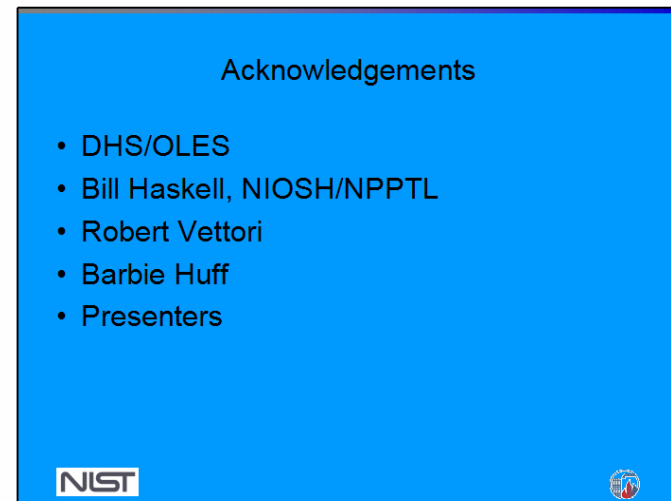 Acknowledgements
• DHS/OLES
• Bill Haskell, NIOSH/NPPTL
• Robert Vettori
• Barbie Huff
• Presenters
NIST